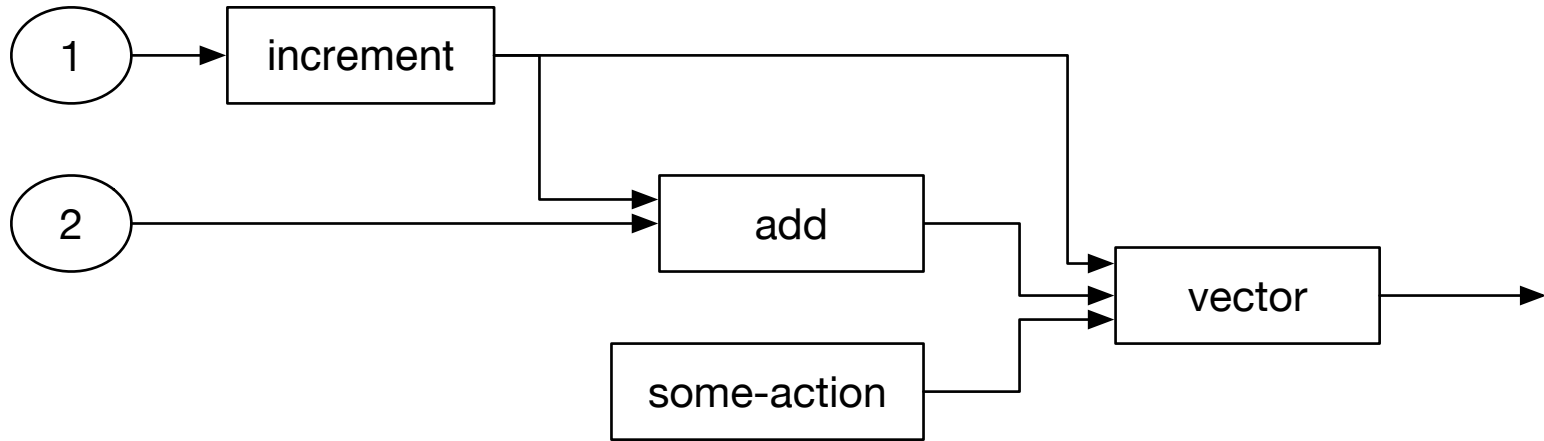 1
increment
2
add
vector
some-action